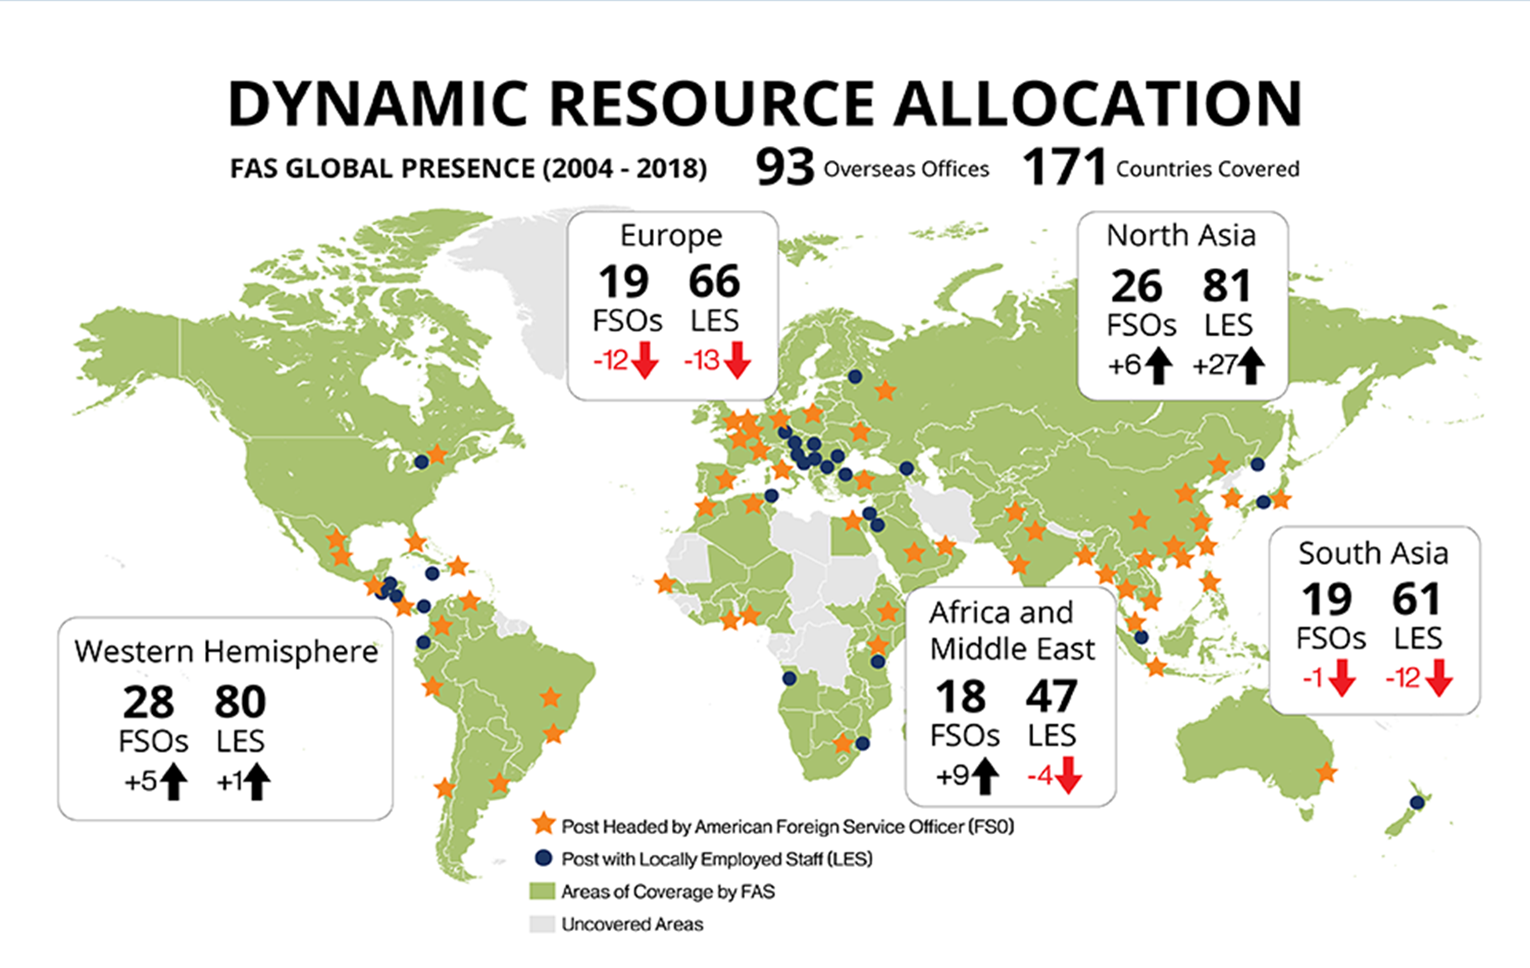 DYNAMIC RESOURCE ALLOCATION
FAS GLOBAL PRESENCE (2004 - 2018) 93 Overseas Offices 171 Countries Covered
Europe
19 66
FSOs LES
-12 -13
North Asia
26 81
FSOs LES
+6 +27
South Asia
19 61
FSOs LES
-1 -12
Africa and
Middle East
18 47
FSOs LES
+9 -4
Western Hemisphere
28 80
FSOs LES
+5 +1
Post Headed by American Foreign Service Officer (FSO)
Post with Locally Employed Staff (LES)
Areas of Coverage by FAS
Uncovered Areas